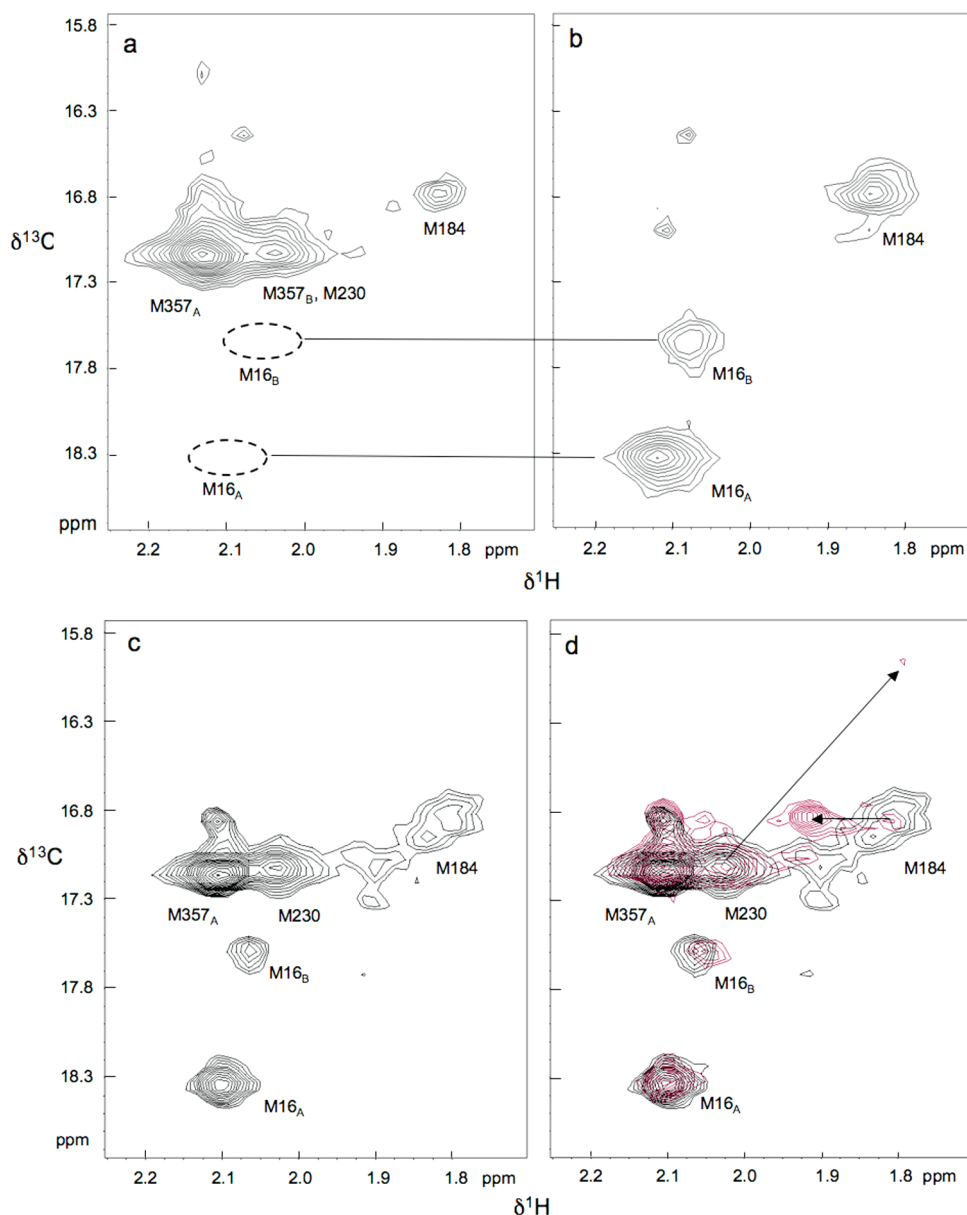 a
15.8
16.3
16.8
17.3
17.8
18.3
ppm
δ¹³C
M184
M357A
M357B, M230
M16B
M16A
2.2
2.1
2.0
1.9
1.8
ppm
b
M184
M16B
M16A
2.2
2.1
2.0
1.9
1.8
ppm
δ¹H
c
15.8
16.3
16.8
17.3
17.8
18.3
ppm
δ¹³C
M184
M357A
M230
M16B
M16A
2.2
2.1
2.0
1.9
1.8
ppm
d
M184
M357A
M230
M16B
M16A
2.2
2.1
2.0
1.9
1.8
ppm
δ¹H